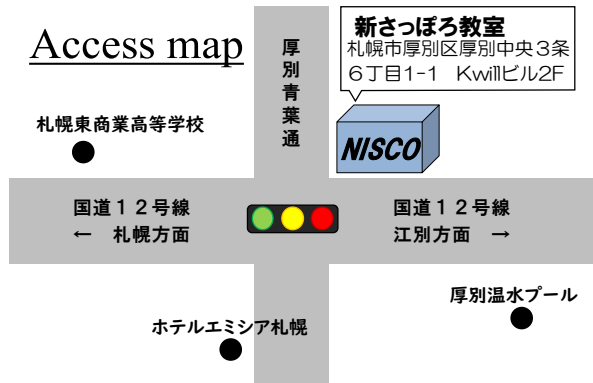 Access map
厚別青葉通
新さっぽろ教室
札幌市厚別区厚別中央３条
６丁目1-1　Kwillビル2F
札幌東商業高等学校
NISCO
国道１２号線
←　札幌方面
国道１２号線
江別方面　→
厚別温水プール
ホテルエミシア札幌